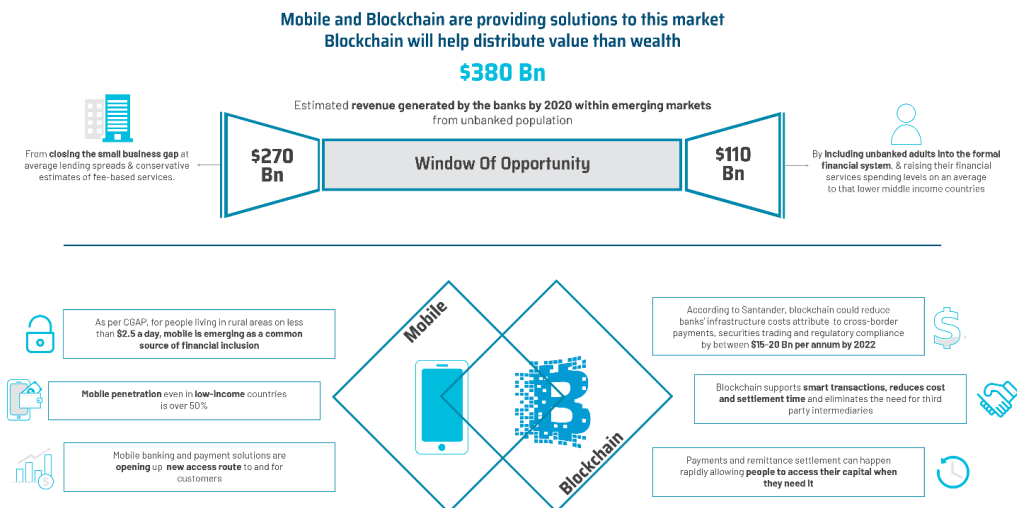 Mobile and Blockchain are providing solutions to this market
Blockchain will help distribute value than wealth
$380 Bn
Estimated revenue generated by the banks by 2020 within emerging markets
from unbanked population
From closing the small business gap at
average lending spreads & conservative
estimates of fee-based services.
$270
Bn
Window Of Opportunity
$110
Bn
By including unbanked adults into the formal
financial system, & raising their financial
services spending levels on an average
to that lower middle income countries
As per CGAP, for people living in rural areas on less
than $2.5 a day, mobile is emerging as a common
source of financial inclusion
Mobile penetration even in low-income countries
is over 50%
Mobile banking and payment solutions are
opening up new access route to and for
customers
Mobile
Blockchain
According to Santander, blockchain could reduce
banks' infrastructure costs attribute to cross-border
payments, securities trading and regulatory compliance
by between $15-20 Bn per annum by 2022
Blockchain supports smart transactions, reduces cost
and settlement time and eliminates the need for third
party intermediaries
Payments and remittance settlement can happen
rapidly allowing people to access their capital when
they need it